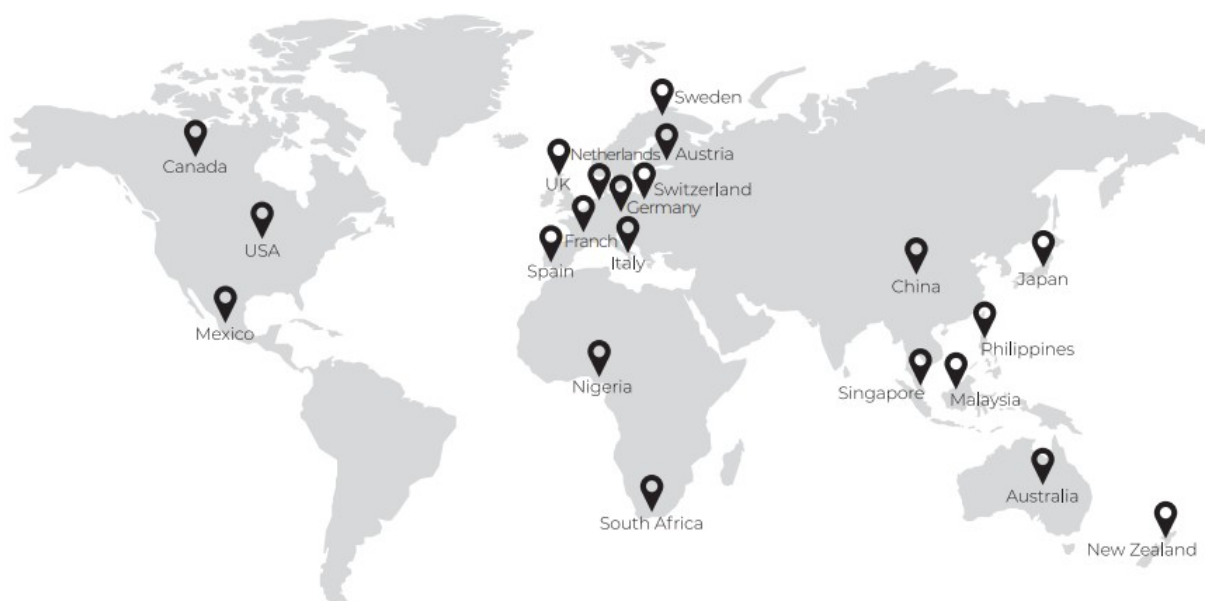 Sweden
Canada
Netherlands
Austria
UK
Switzerland
Germany
USA
Franch
Italy
Spain
China
Japan
Mexico
Philippines
Nigeria
Singapore
Malaysia
Australia
South Africa
New Zealand